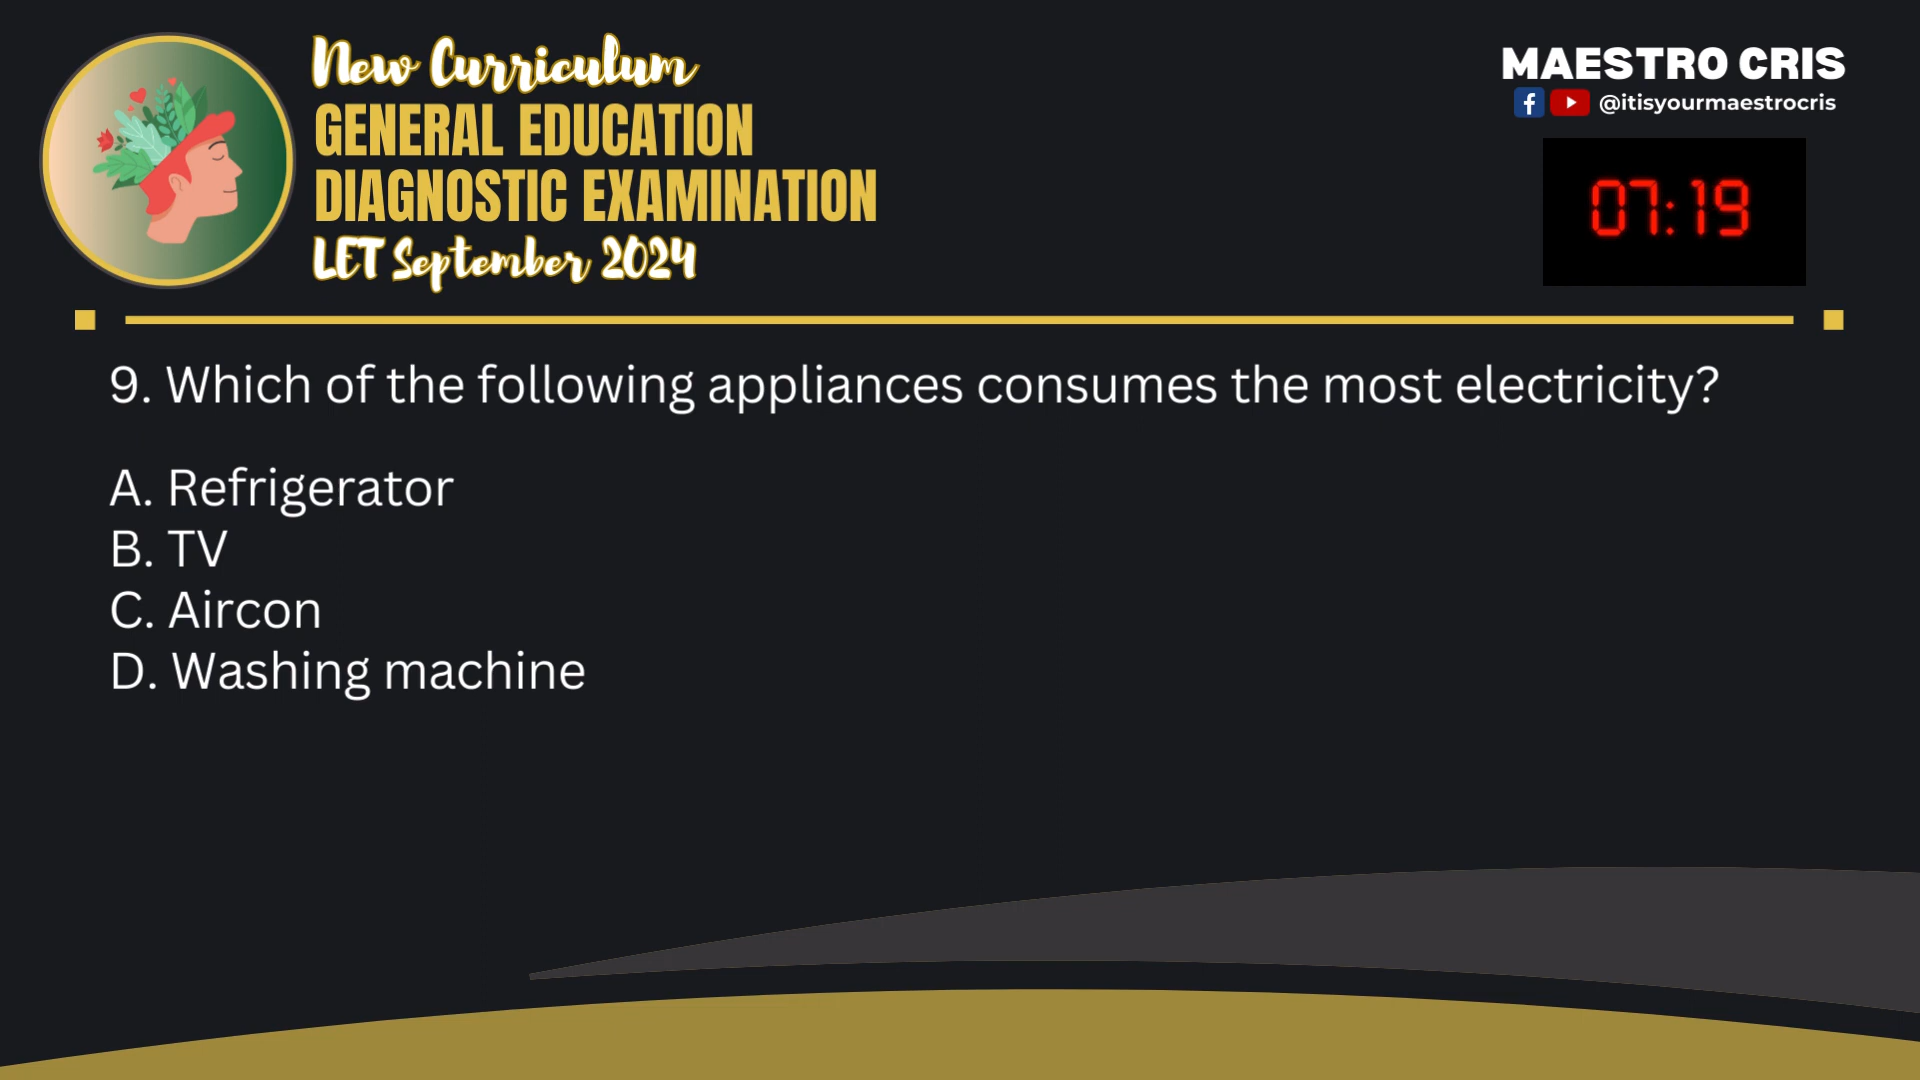 New Curriculum
GENERAL EDUCATION
DIAGNOSTIC EXAMINATION
LET September 2024
MAESTRO CRIS
@itisyourmaestrocris
07:19
9. Which of the following appliances consumes the most electricity?
A. Refrigerator
B. TV
C. Aircon
D. Washing machine